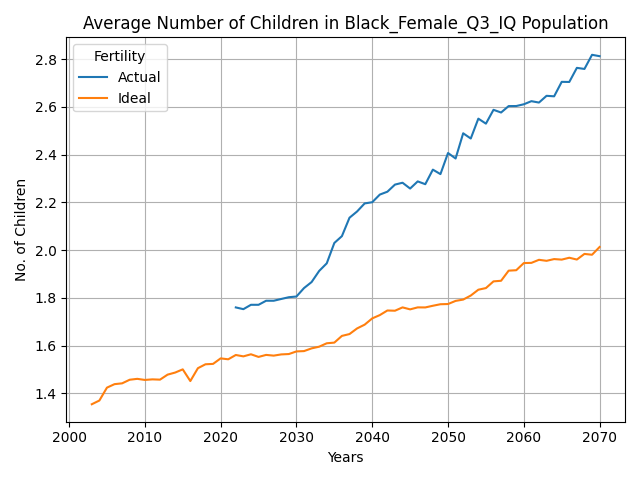 Average Number of Children in Black_Female_Q3_IQ Population
Fertility
Actual
Ideal
No. of Children
2.8
2.6
2.4
2.2
2.0
1.8
1.6
1.4
2000 2010 2020 2030 2040 2050 2060 2070
Years